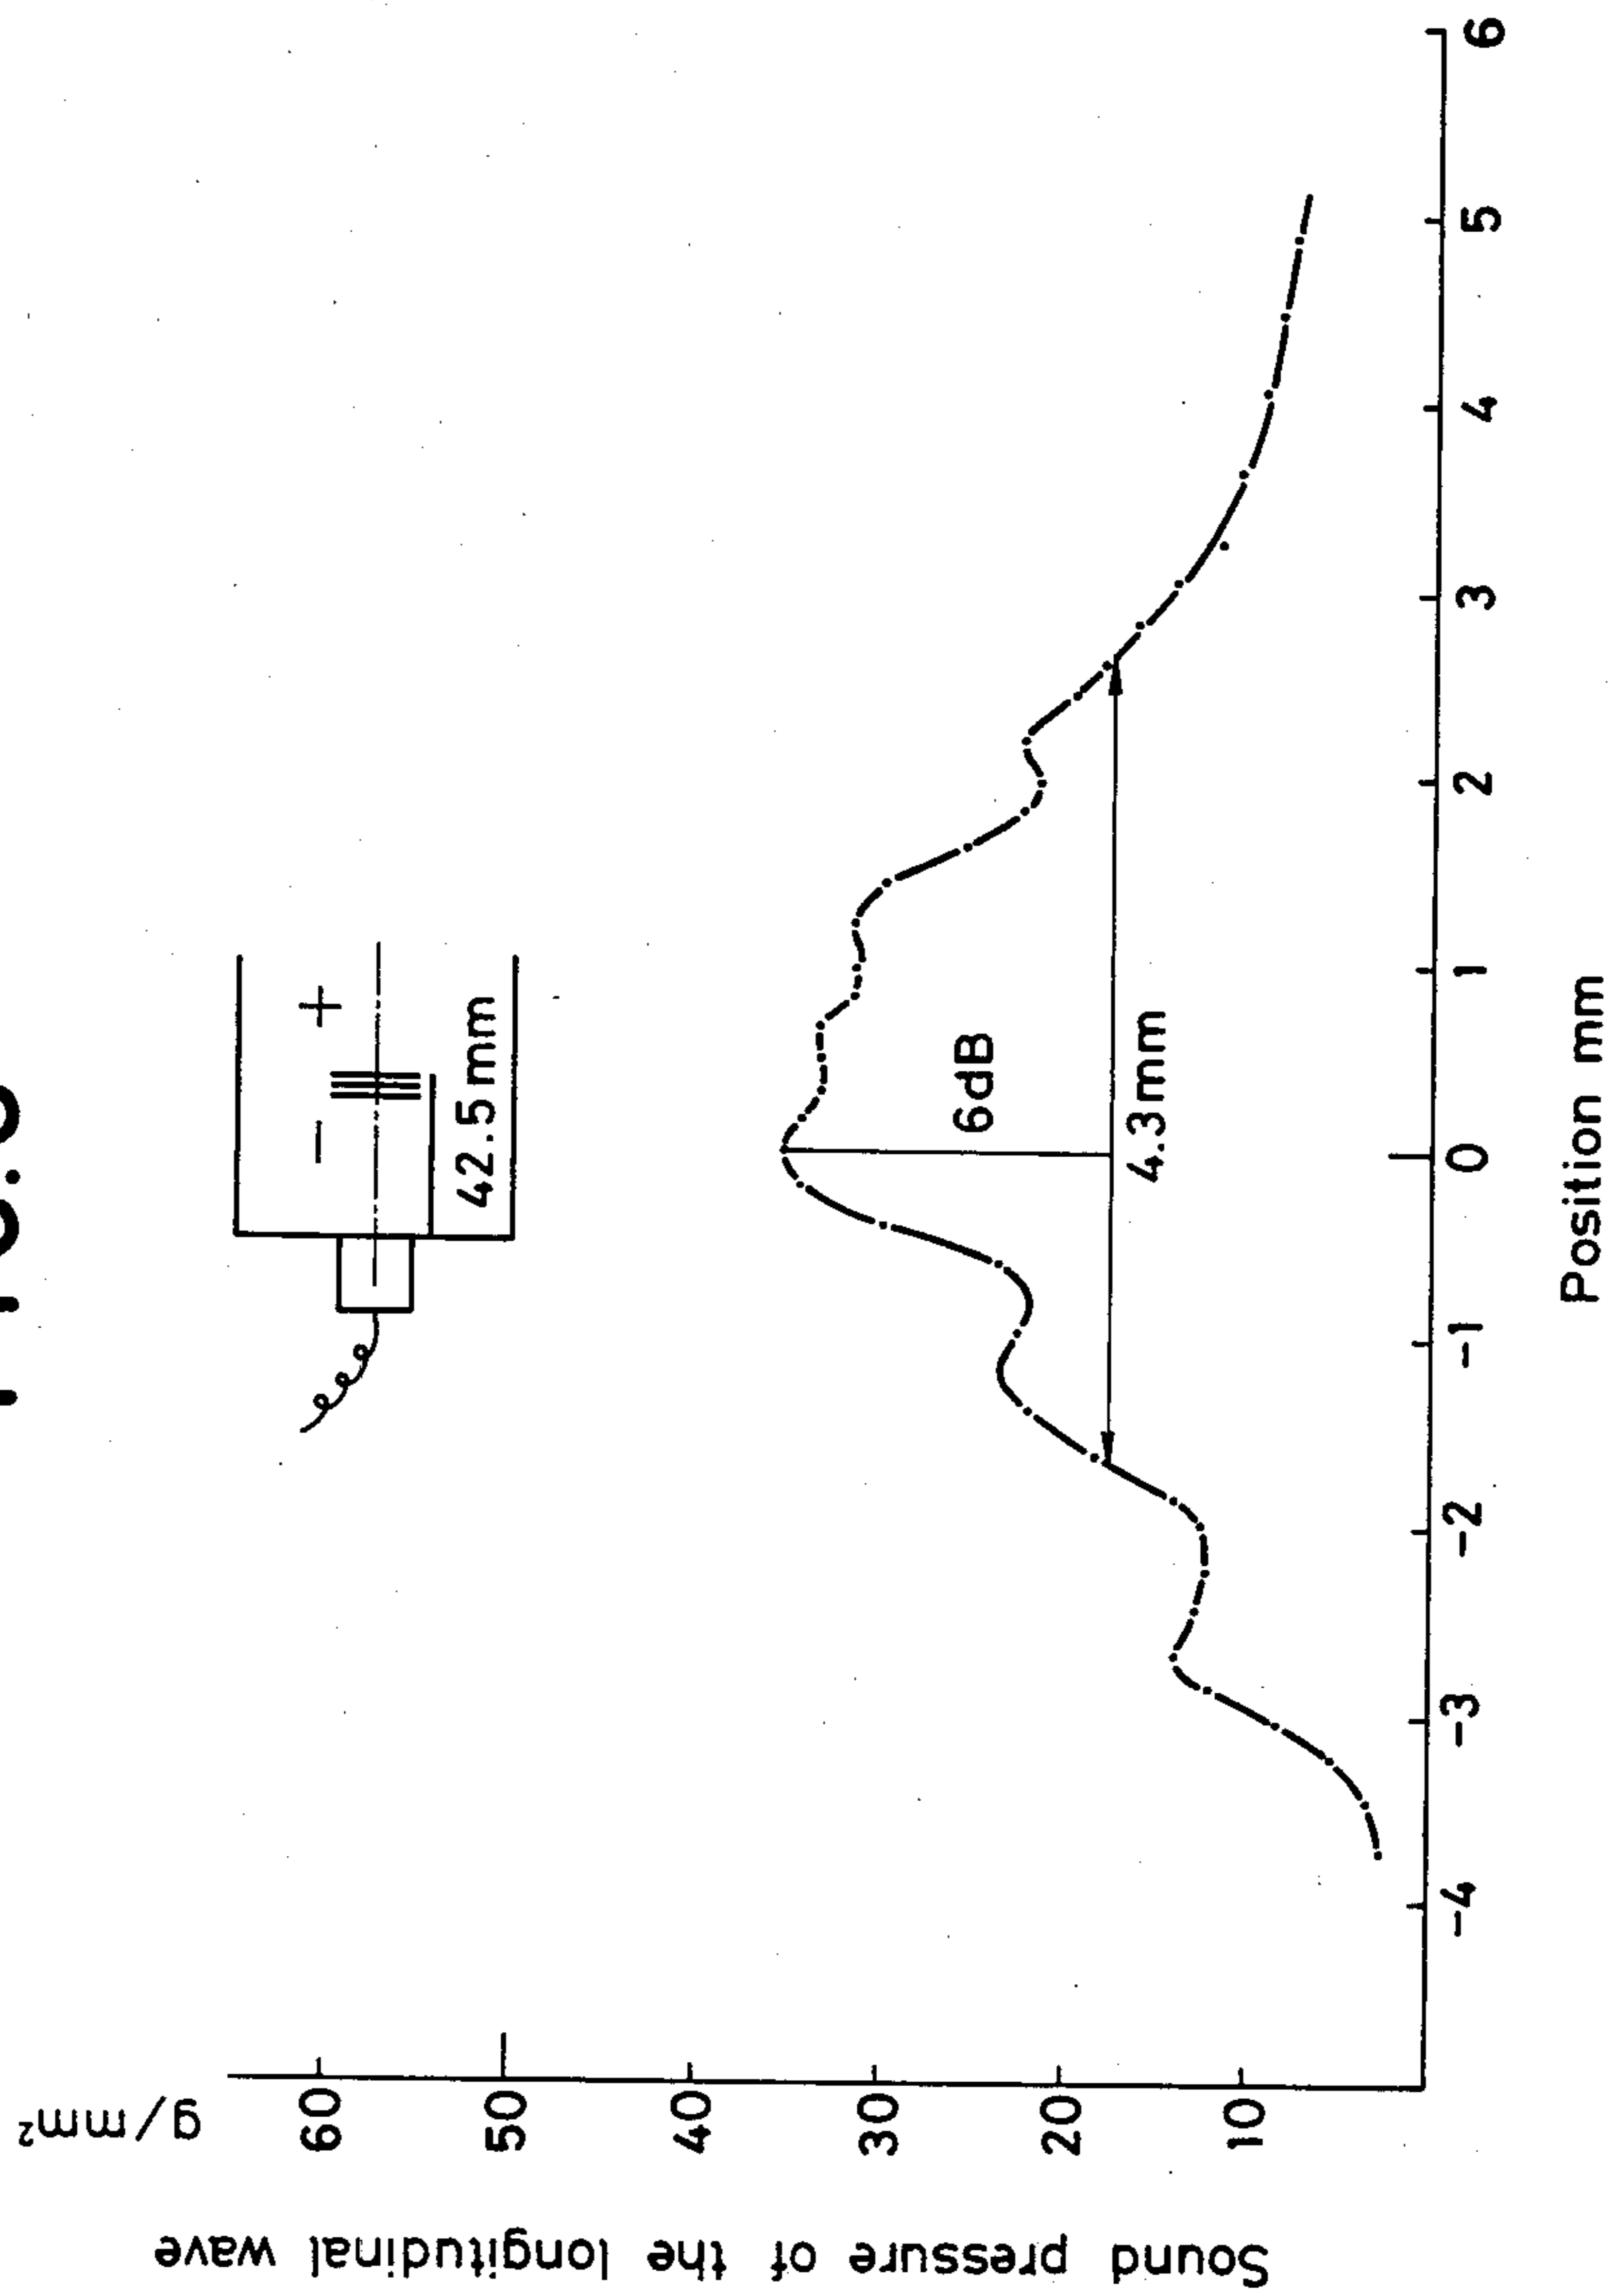 g/mm²
Sound pressure of the longitudinal wave
60
50
40
30
20
10
− +
42.5mm
6dB
4.3mm
-4 -3 -2 -1 0 1 2 3 4 5 6
Position mm